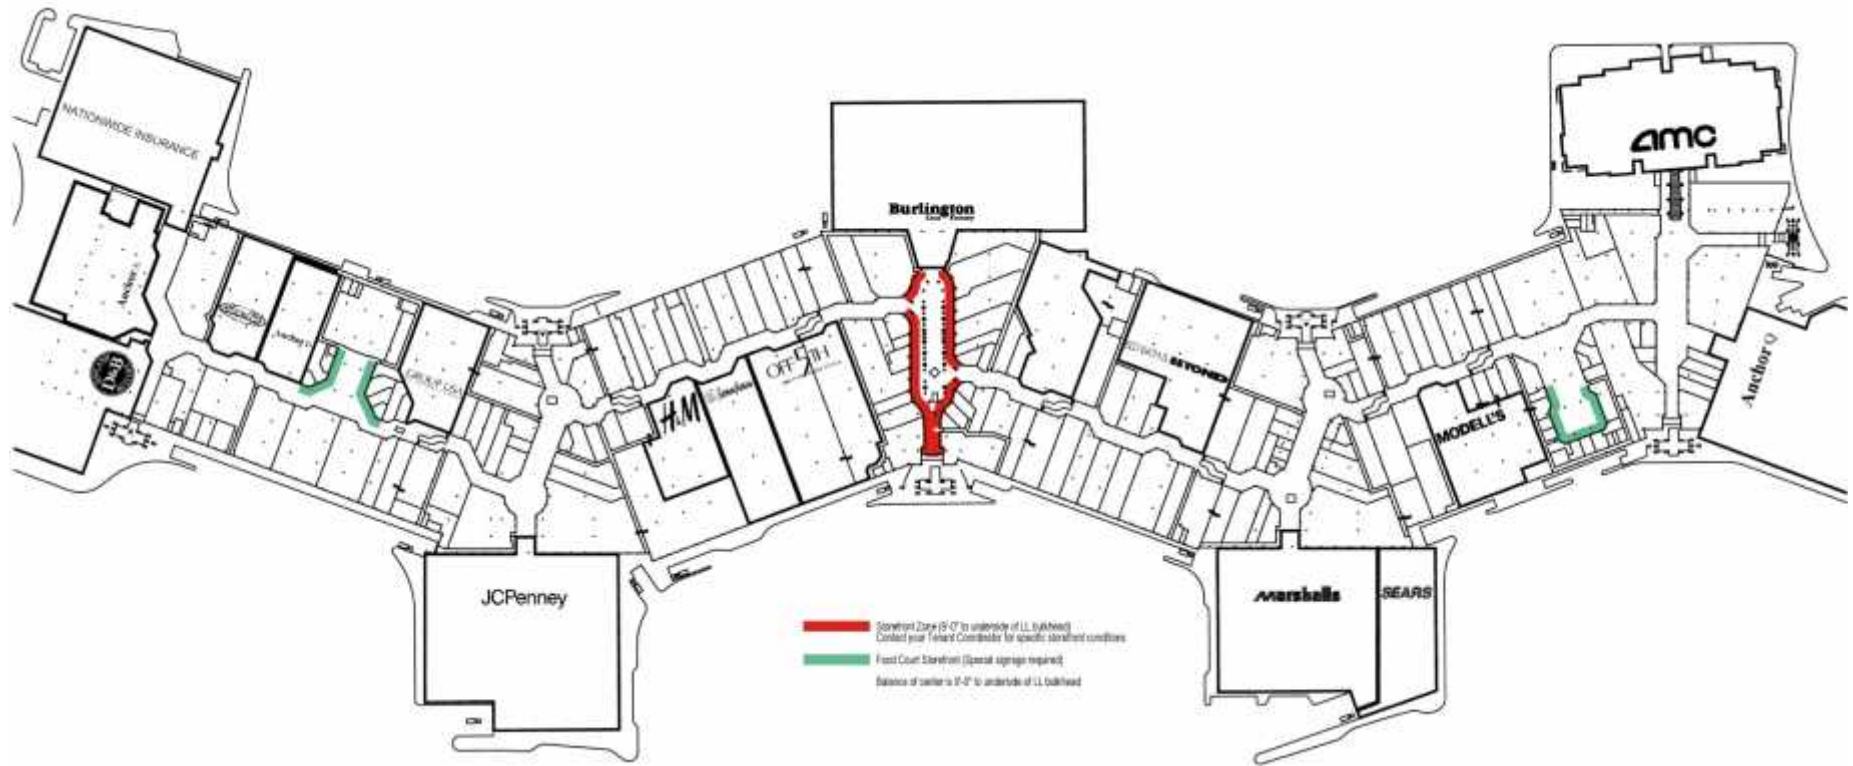 NATIONWIDE INSURANCE
amc
Burlington
Anchor
OFF 5TH
D&B
BEYOND
Anchor Q
H&M
MODELL'S
JCPenney
Marshalls
SEARS
Storefront Zone (9'-0" to underside of LL bulkhead)
Contact your Tenant Coordinator for specific storefront conditions
Food Court Storefront (Special signage required)
Balance of center is to underside of LL bulkhead